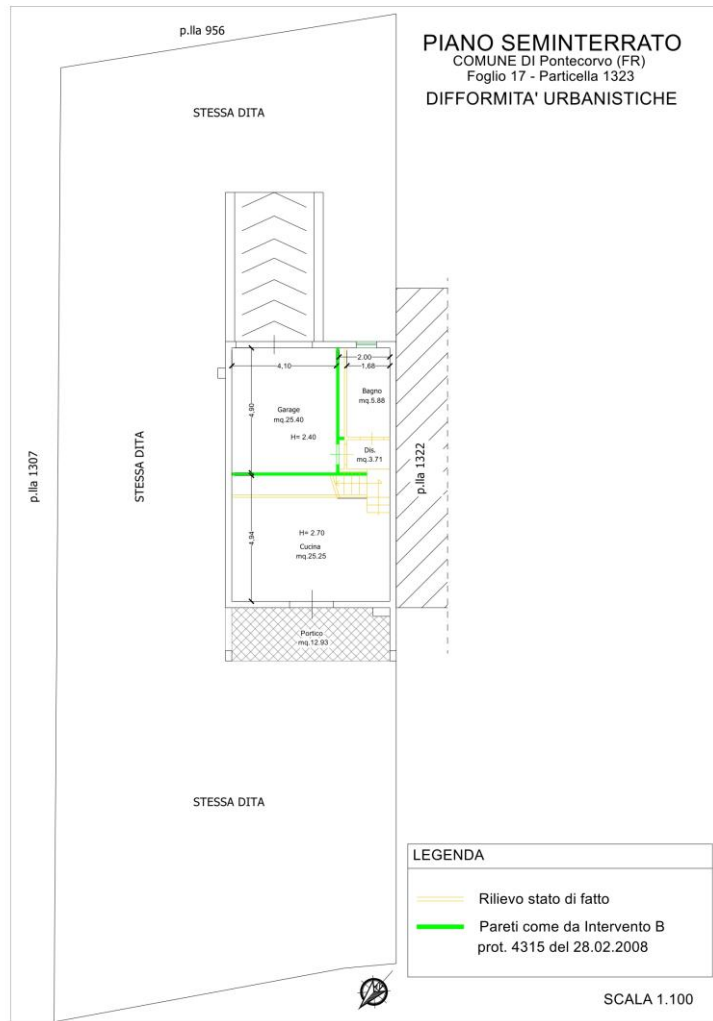 p.lla 956
PIANO SEMINTERRATO
COMUNE DI Pontecorvo (FR)
Foglio 17 - Particella 1323
DIFFORMITA' URBANISTICHE
STESSA DITA
2,00
4,10
1,68
Bagno
mq.5.88
4,90
Garage
mq.25.40
H= 2.40
Dis.
mq.3.71
p.lla 1307
STESSA DITA
p.lla 1322
4,94
H= 2.70
Cucina
mq.25.25
Portico
mq.12.93
STESSA DITA
LEGENDA
Rilievo stato di fatto
Pareti come da Intervento B
prot. 4315 del 28.02.2008
SCALA 1.100